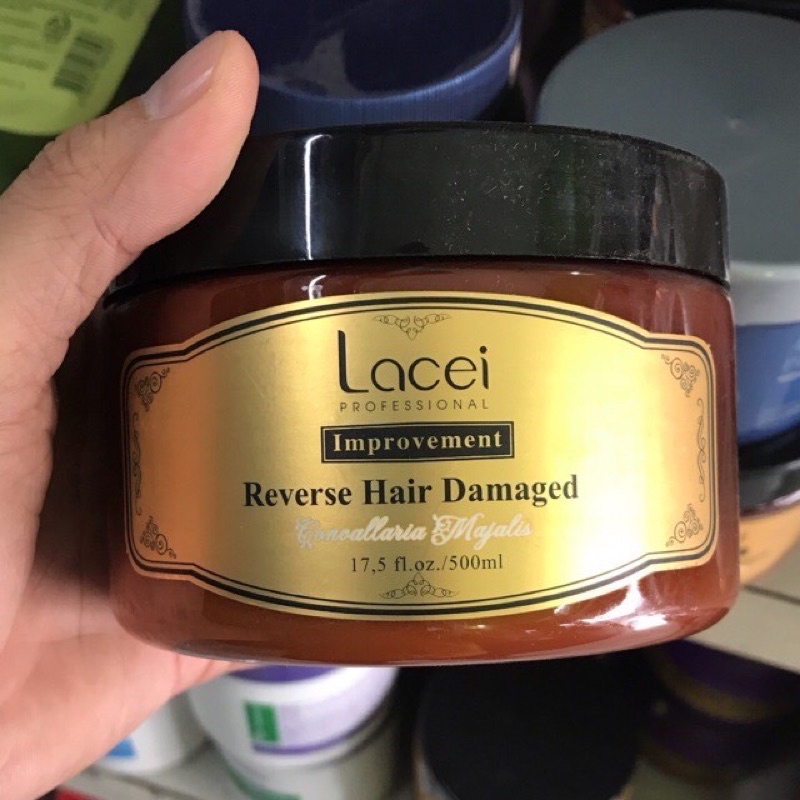 Lacei
PROFESSIONAL
Improvement
Reverse Hair Damaged
Convallaria Majalis
17,5 fl.oz./500ml